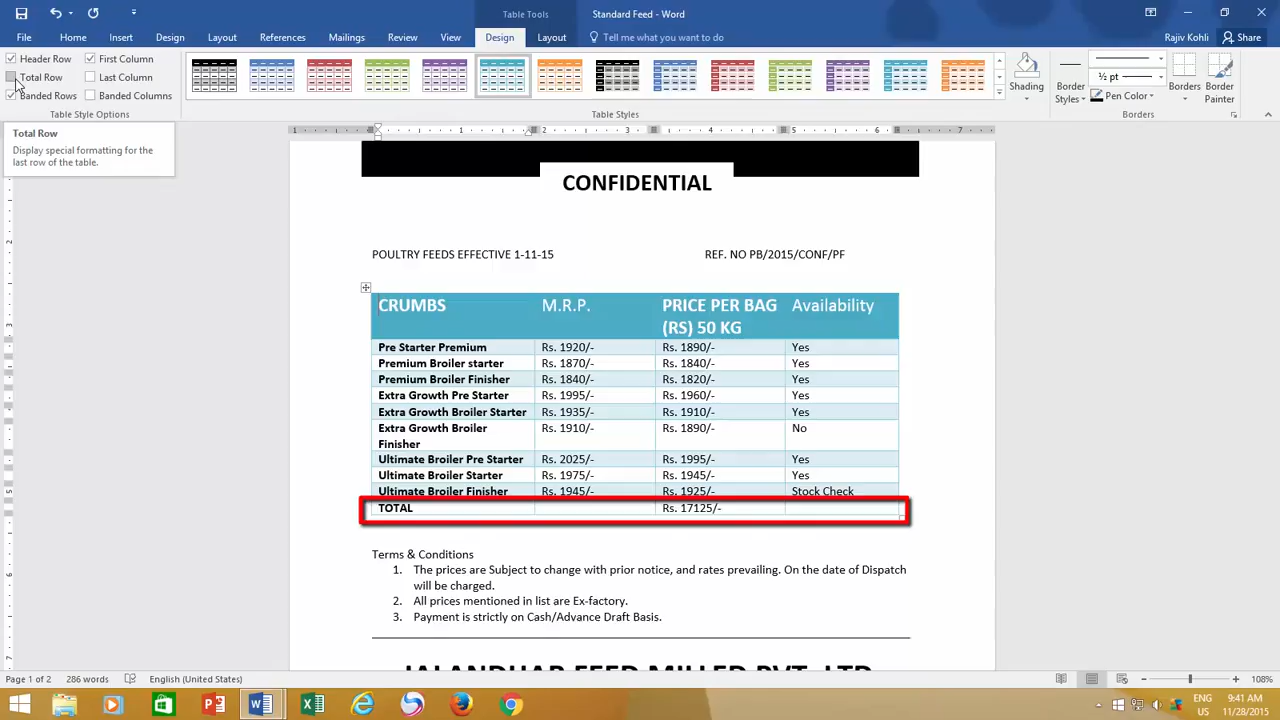 Table Tools
Standard Feed - Word
File Home Insert Design Layout References Mailings Review View Design Layout Tell me what you want to do Rajiv Kohli Share
Header Row First Column
Total Row Last Column
Banded Rows Banded Columns
Table Style Options
Table Styles
Shading
Border Styles
½ pt
Pen Color
Borders
Border Painter
Borders
Total Row
Display special formatting for the
last row of the table.
CONFIDENTIAL
POULTRY FEEDS EFFECTIVE 1-11-15 REF. NO PB/2015/CONF/PF
CRUMBS M.R.P. PRICE PER BAG (RS) 50 KG Availability
Pre Starter Premium Rs. 1920/- Rs. 1890/- Yes
Premium Broiler starter Rs. 1870/- Rs. 1840/- Yes
Premium Broiler Finisher Rs. 1840/- Rs. 1820/- Yes
Extra Growth Pre Starter Rs. 1995/- Rs. 1960/- Yes
Extra Growth Broiler Starter Rs. 1935/- Rs. 1910/- Yes
Extra Growth Broiler Finisher Rs. 1910/- Rs. 1890/- No
Ultimate Broiler Pre Starter Rs. 2025/- Rs. 1995/- Yes
Ultimate Broiler Starter Rs. 1975/- Rs. 1945/- Yes
Ultimate Broiler Finisher Rs. 1945/- Rs. 1925/- Stock Check
TOTAL Rs. 17125/-
Terms & Conditions
1. The prices are Subject to change with prior notice, and rates prevailing. On the date of Dispatch
will be charged.
2. All prices mentioned in list are Ex-factory.
3. Payment is strictly on Cash/Advance Draft Basis.
JALANDHAR FEED MILLED PVT. LTD
Page 1 of 2 286 words English (United States) 108%
ENG 9:41 AM
US 11/28/2015